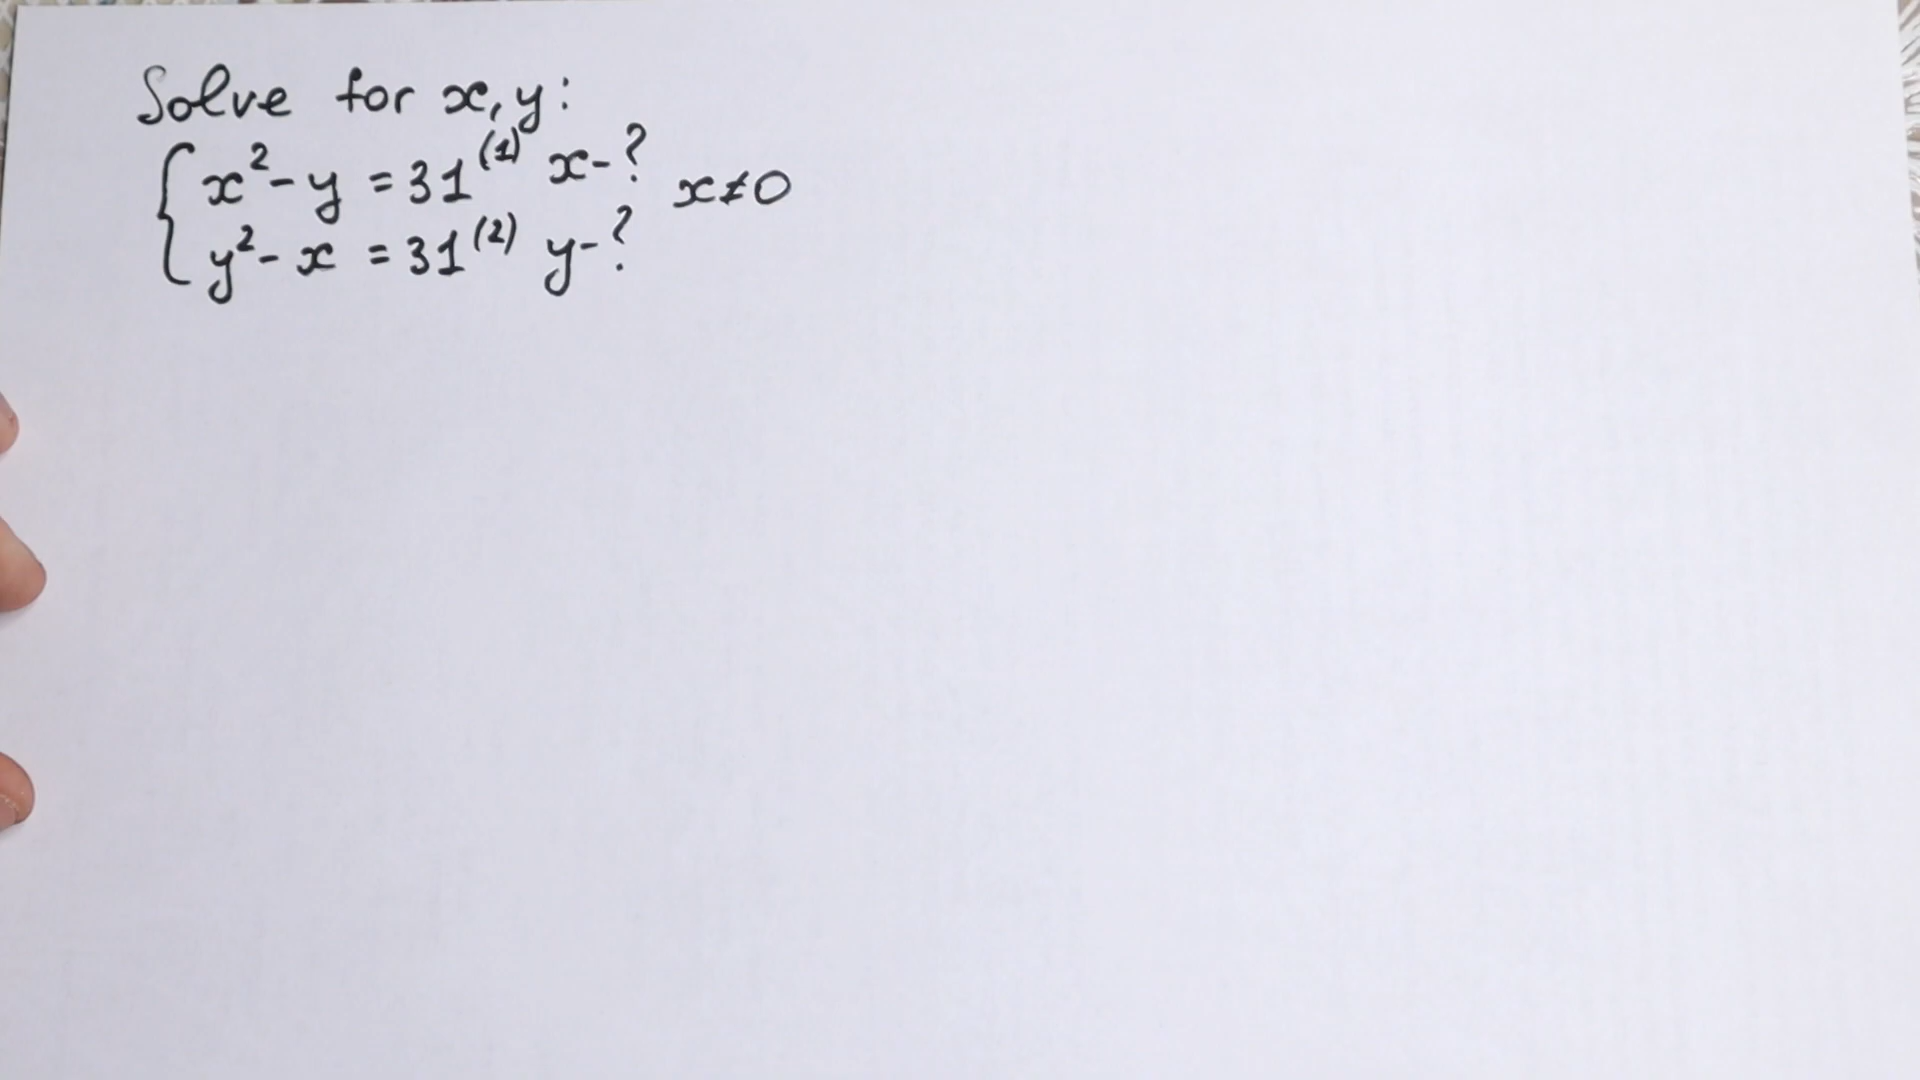 Solve for x, y:
x² - y = 31 (1) x - ? x ≠ 0
y² - x = 31 (2) y - ?